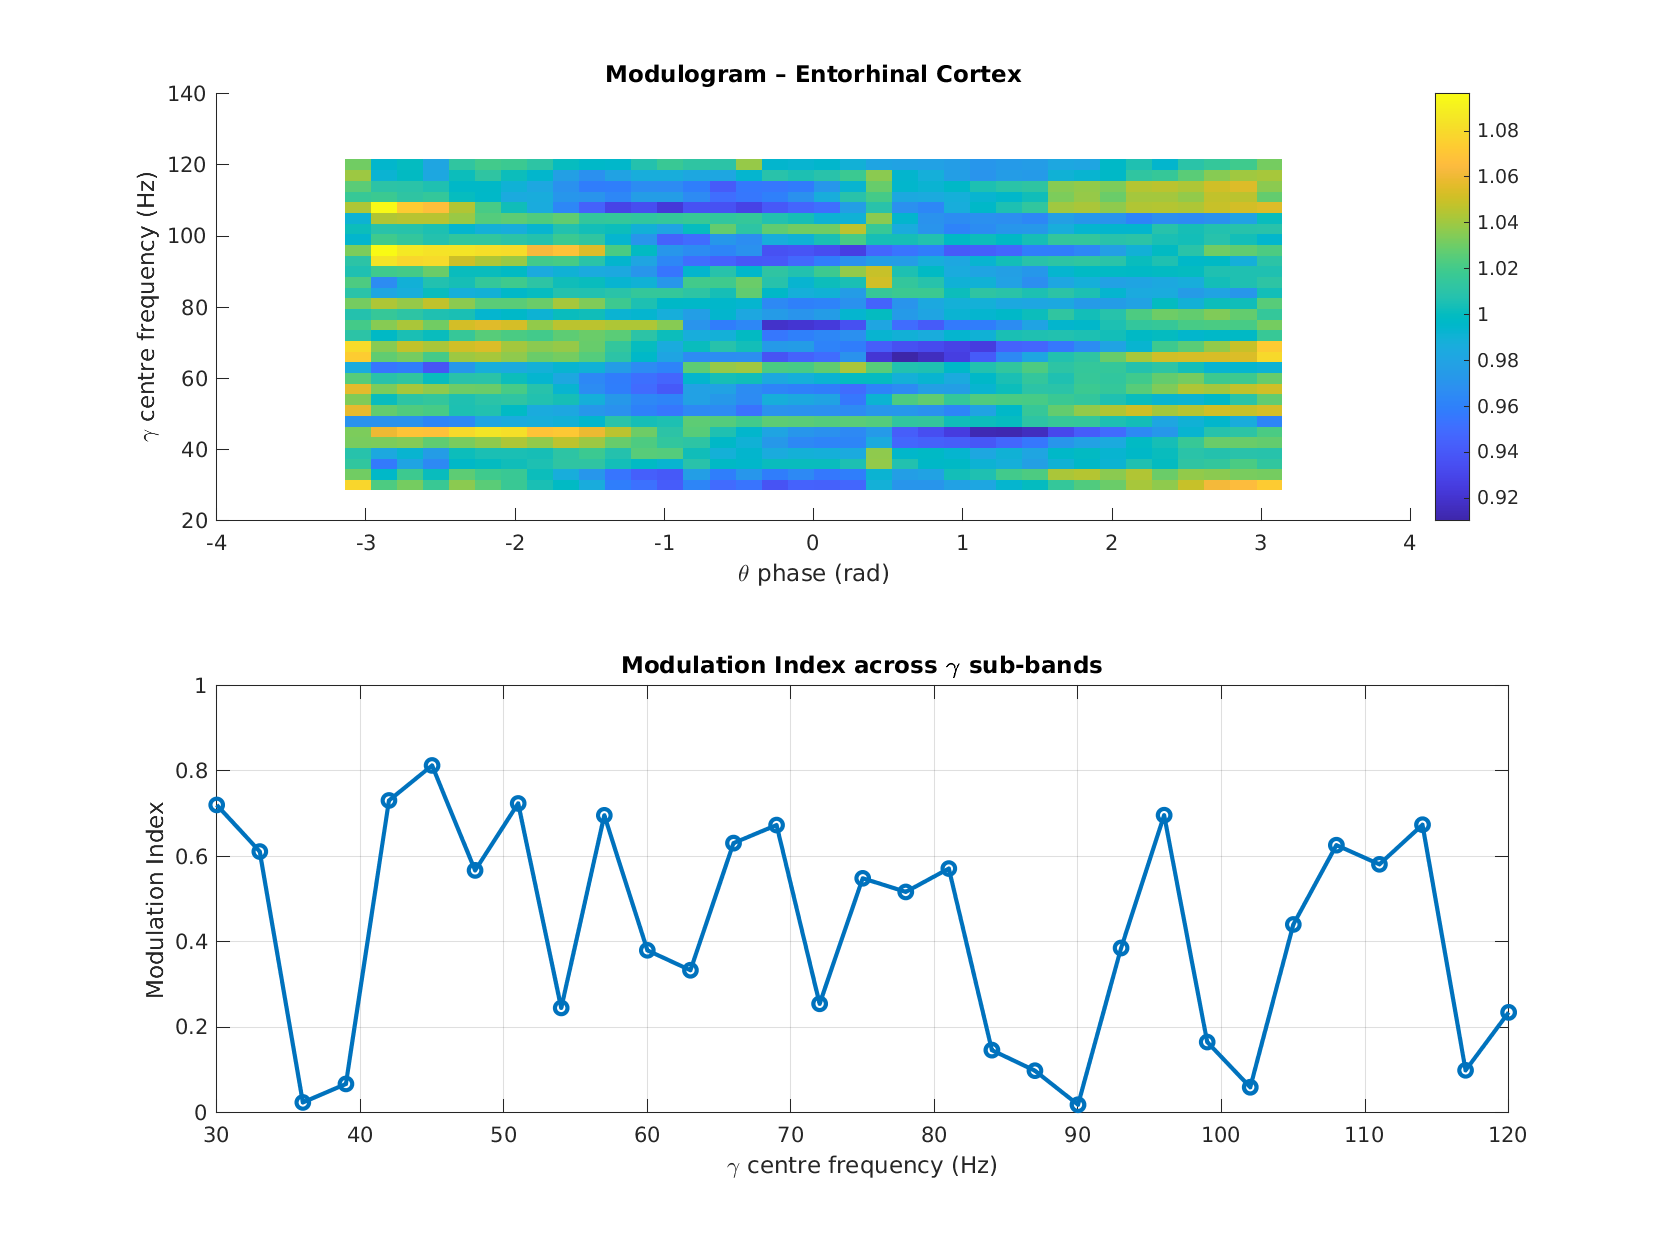 Modulogram – Entorhinal Cortex
140
120
100
80
60
40
20
γ centre frequency (Hz)
-4 -3 -2 -1 0 1 2 3 4
θ phase (rad)
1.08
1.06
1.04
1.02
1
0.98
0.96
0.94
0.92
Modulation Index across γ sub-bands
1
0.8
0.6
0.4
0.2
0
Modulation Index
30 40 50 60 70 80 90 100 110 120
γ centre frequency (Hz)